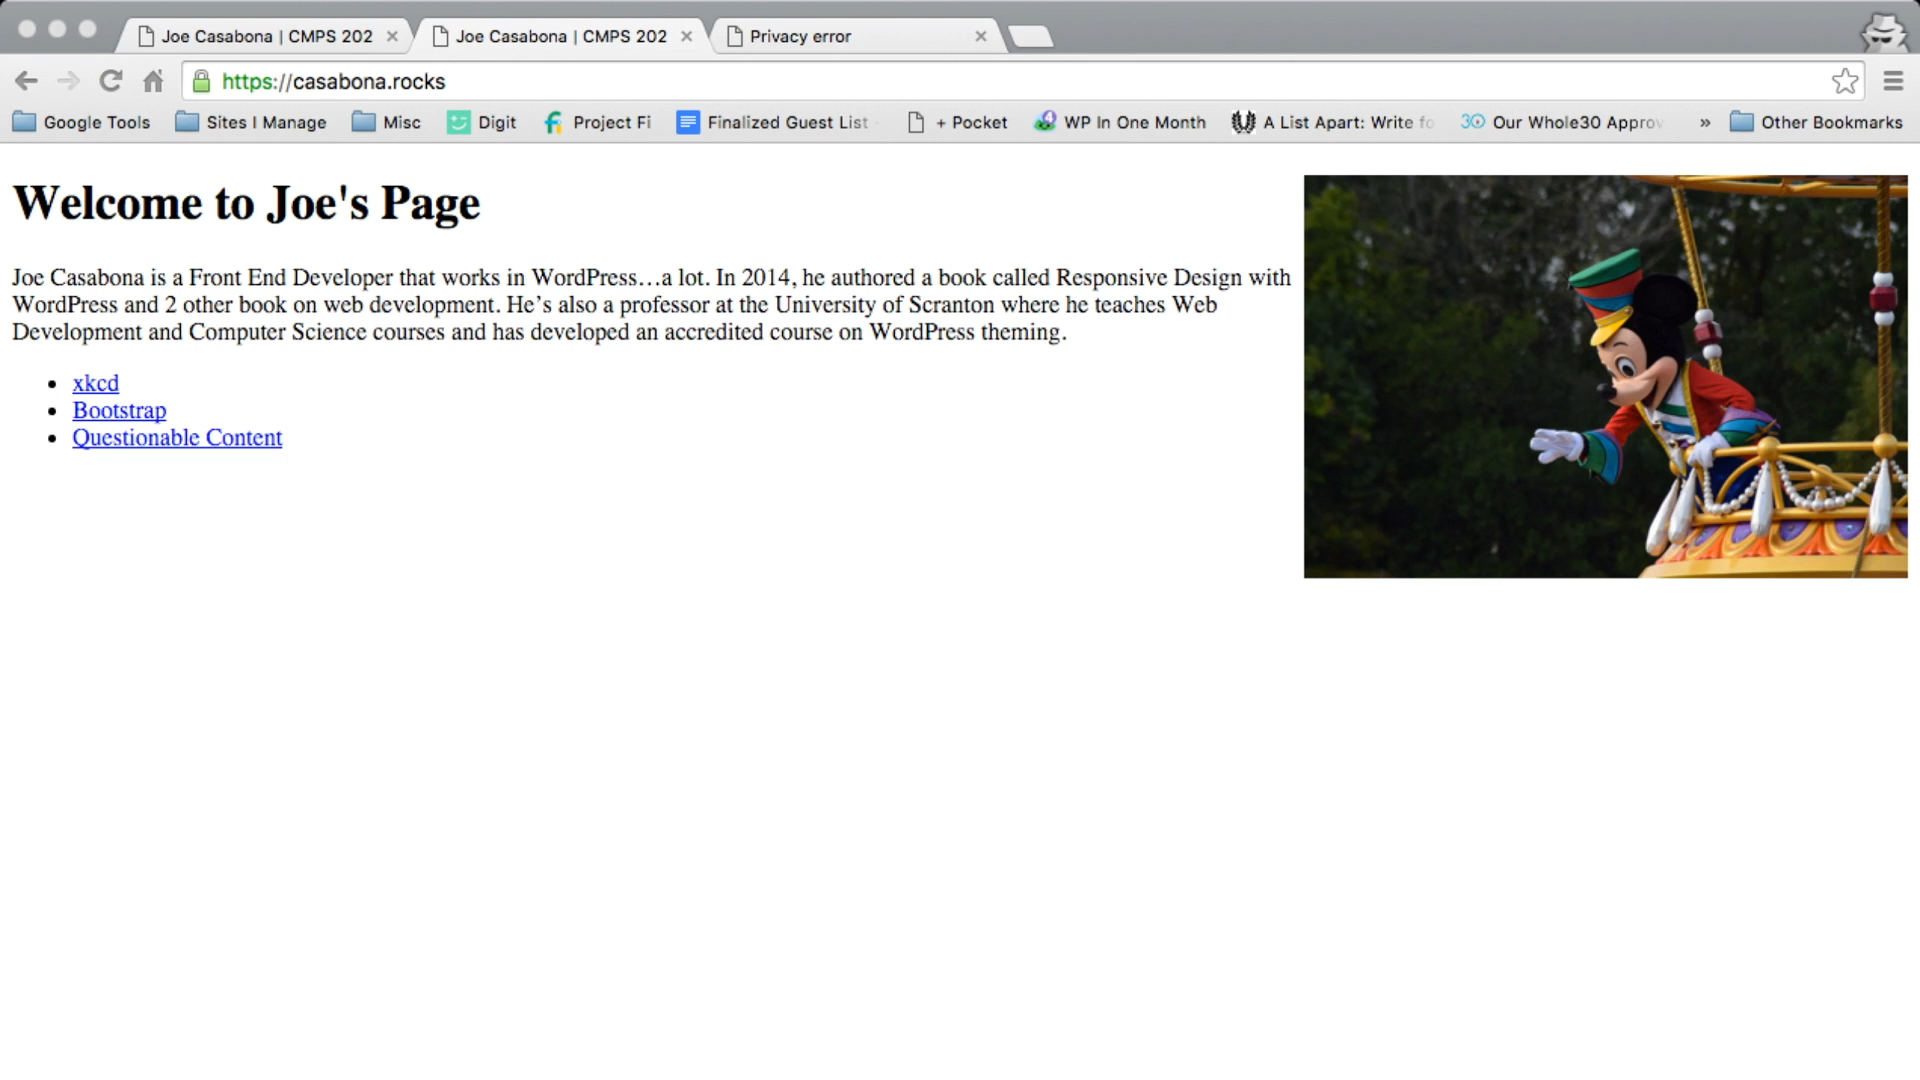 Joe Casabona | CMPS 202
Joe Casabona | CMPS 202
Privacy error
https://casabona.rocks
Google Tools
Sites I Manage
Misc
Digit
Project Fi
Finalized Guest List
+ Pocket
WP In One Month
A List Apart: Write fo
Our Whole30 Approv
»
Other Bookmarks
Welcome to Joe's Page
Joe Casabona is a Front End Developer that works in WordPress…a lot. In 2014, he authored a book called Responsive Design with
WordPress and 2 other book on web development. He’s also a professor at the University of Scranton where he teaches Web
Development and Computer Science courses and has developed an accredited course on WordPress theming.
• xkcd
• Bootstrap
• Questionable Content